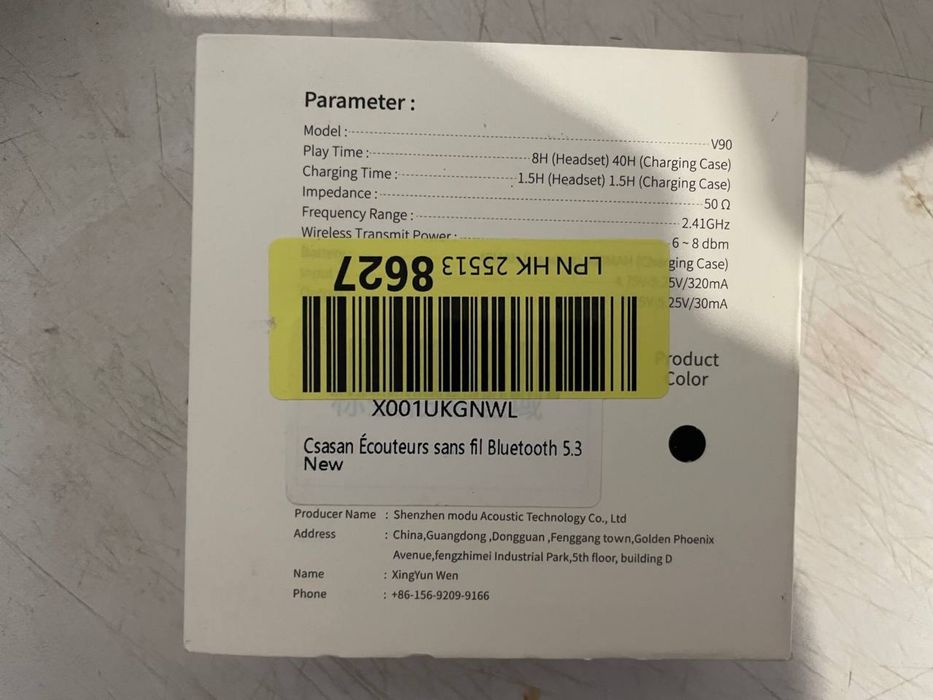 Parameter :
Model : V90
Play Time : 8H (Headset) 40H (Charging Case)
Charging Time : 1.5H (Headset) 1.5H (Charging Case)
Impedance : 50 Ω
Frequency Range : 2.41GHz
Wireless Transmit Power : 6 ~ 8 dbm
Case)
5V/320mA
5.25V/30mA
LPN HK 25513 8627
X001UKGNWL
Csasan Écouteurs sans fil Bluetooth 5.3
New
Product
Color
Producer Name : Shenzhen modu Acoustic Technology Co., Ltd
Address : China,Guangdong ,Dongguan ,Fenggang town,Golden Phoenix
Avenue,fengzhimei Industrial Park,5th floor, building D
Name : XingYun Wen
Phone : +86-156-9209-9166